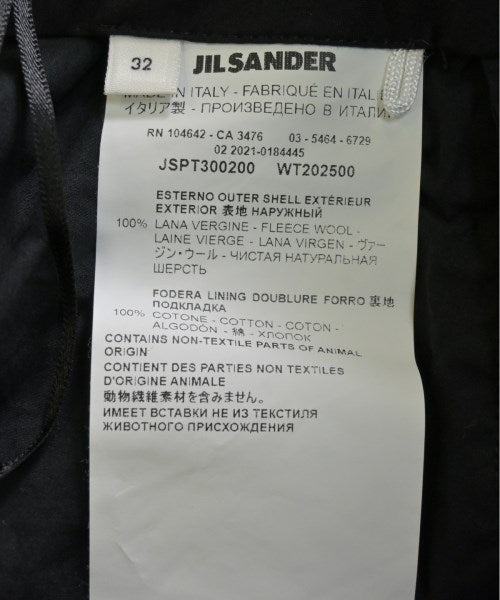 32
JIL SANDER
MADE IN ITALY - FABRIQUÉ EN ITALIE
イタリア製 - ПРОИЗВЕДЕНО В ИТАЛИИ
RN 104642 - CA 3476 03 - 5464 - 6729
02 2021-0184445
JSPT300200 WT202500
ESTERNO OUTER SHELL EXTÉRIEUR
EXTERIOR 表地 НАРУЖНЫЙ
100% LANA VERGINE - FLEECE WOOL -
LAINE VIERGE - LANA VIRGEN - ヴァー
ジン・ウール - ЧИСТАЯ НАТУРАЛЬНАЯ
ШЕРСТЬ
FODERA LINING DOUBLURE FORRO 裏地
ПОДКЛАДКА
100% COTONE - COTTON - COTON -
ALGODÓN - 綿 - ХЛОПОК
CONTAINS NON-TEXTILE PARTS OF ANIMAL
ORIGIN
CONTIENT DES PARTIES NON TEXTILES
D'ORIGINE ANIMALE
動物繊維素材を含みません。
ИМЕЕТ ВСТАВКИ НЕ ИЗ ТЕКСТИЛЯ
ЖИВОТНОГО ПРИСХОЖДЕНИЯ